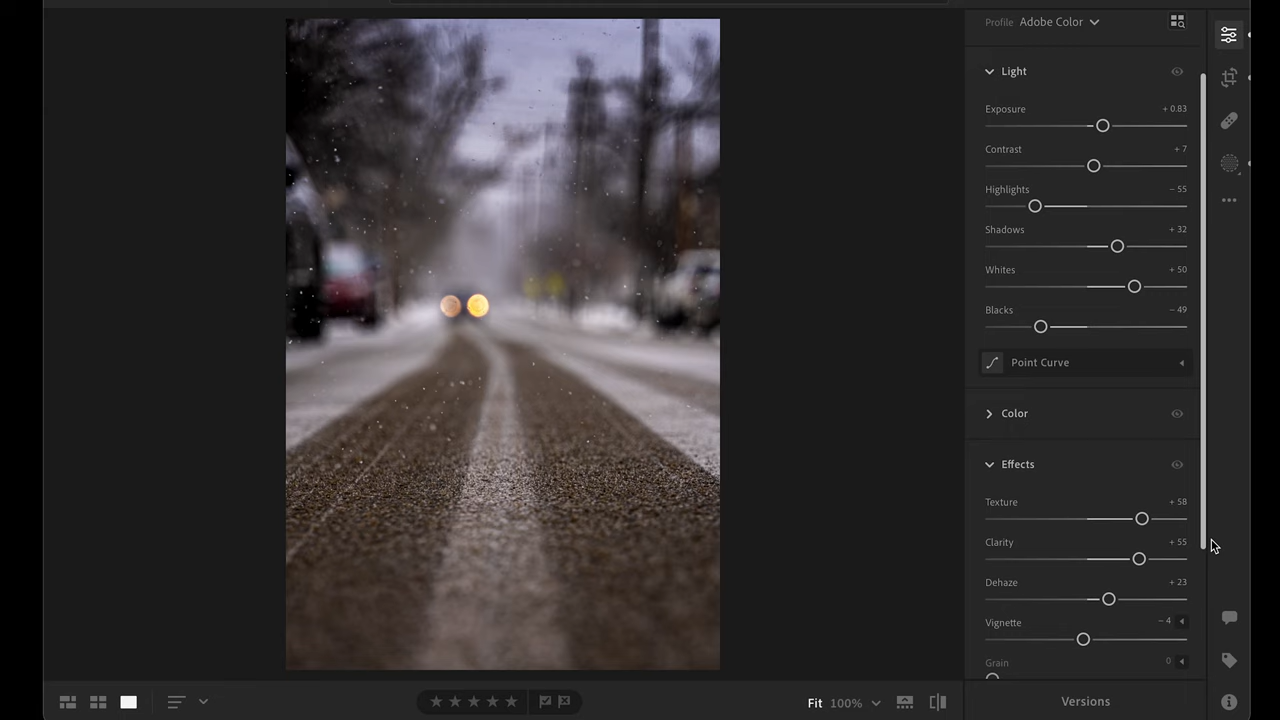 Profile Adobe Color
Light
Exposure + 0.83
Contrast + 7
Highlights − 55
Shadows + 32
Whites + 50
Blacks − 49
Point Curve
Color
Effects
Texture + 58
Clarity + 55
Dehaze + 23
Vignette − 4
Grain 0
Fit 100%
Versions